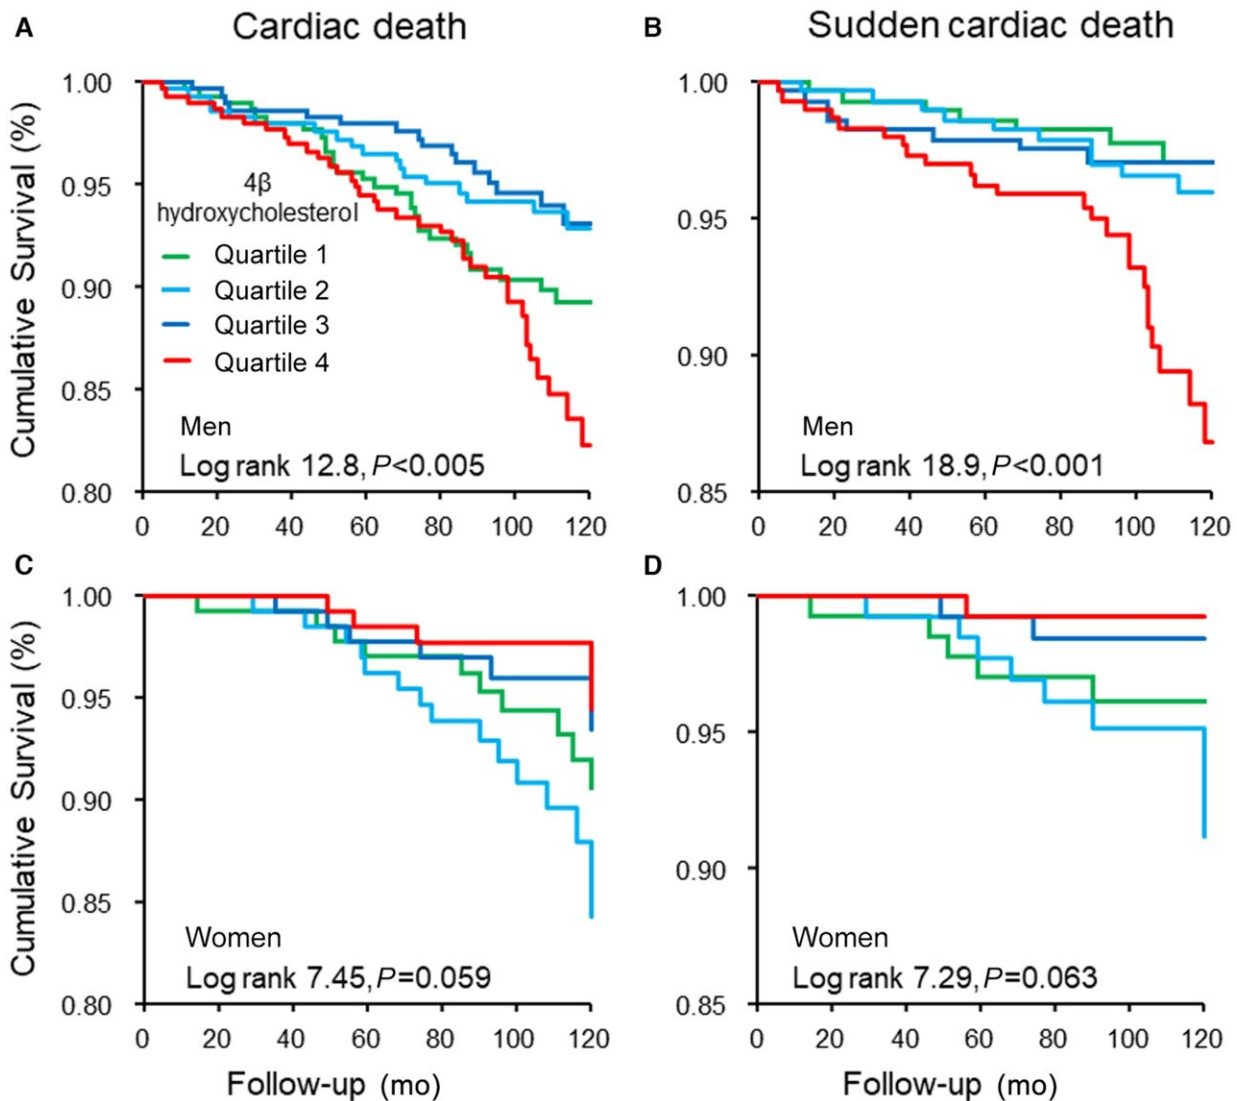 A
Cardiac death
B
Sudden cardiac death
Cumulative Survival (%)
1.00
0.95
0.90
0.85
0.80
4β
hydroxycholesterol
Quartile 1
Quartile 2
Quartile 3
Quartile 4
Men
Log rank 12.8, P<0.005
0 20 40 60 80 100 120
1.00
0.95
0.90
0.85
Men
Log rank 18.9, P<0.001
0 20 40 60 80 100 120
C
Cumulative Survival (%)
1.00
0.95
0.90
0.85
0.80
Women
Log rank 7.45, P=0.059
0 20 40 60 80 100 120
Follow-up (mo)
D
1.00
0.95
0.90
0.85
Women
Log rank 7.29, P=0.063
0 20 40 60 80 100 120
Follow-up (mo)